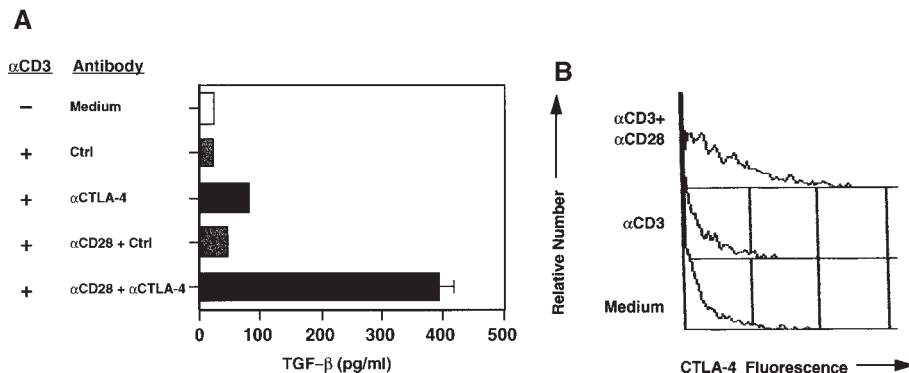 A
αCD3 Antibody
− Medium
+ Ctrl
+ αCTLA-4
+ αCD28 + Ctrl
+ αCD28 + αCTLA-4
0 100 200 300 400 500
TGF−β (pg/ml)
B
Relative Number
αCD3+
αCD28
αCD3
Medium
CTLA-4 Fluorescence